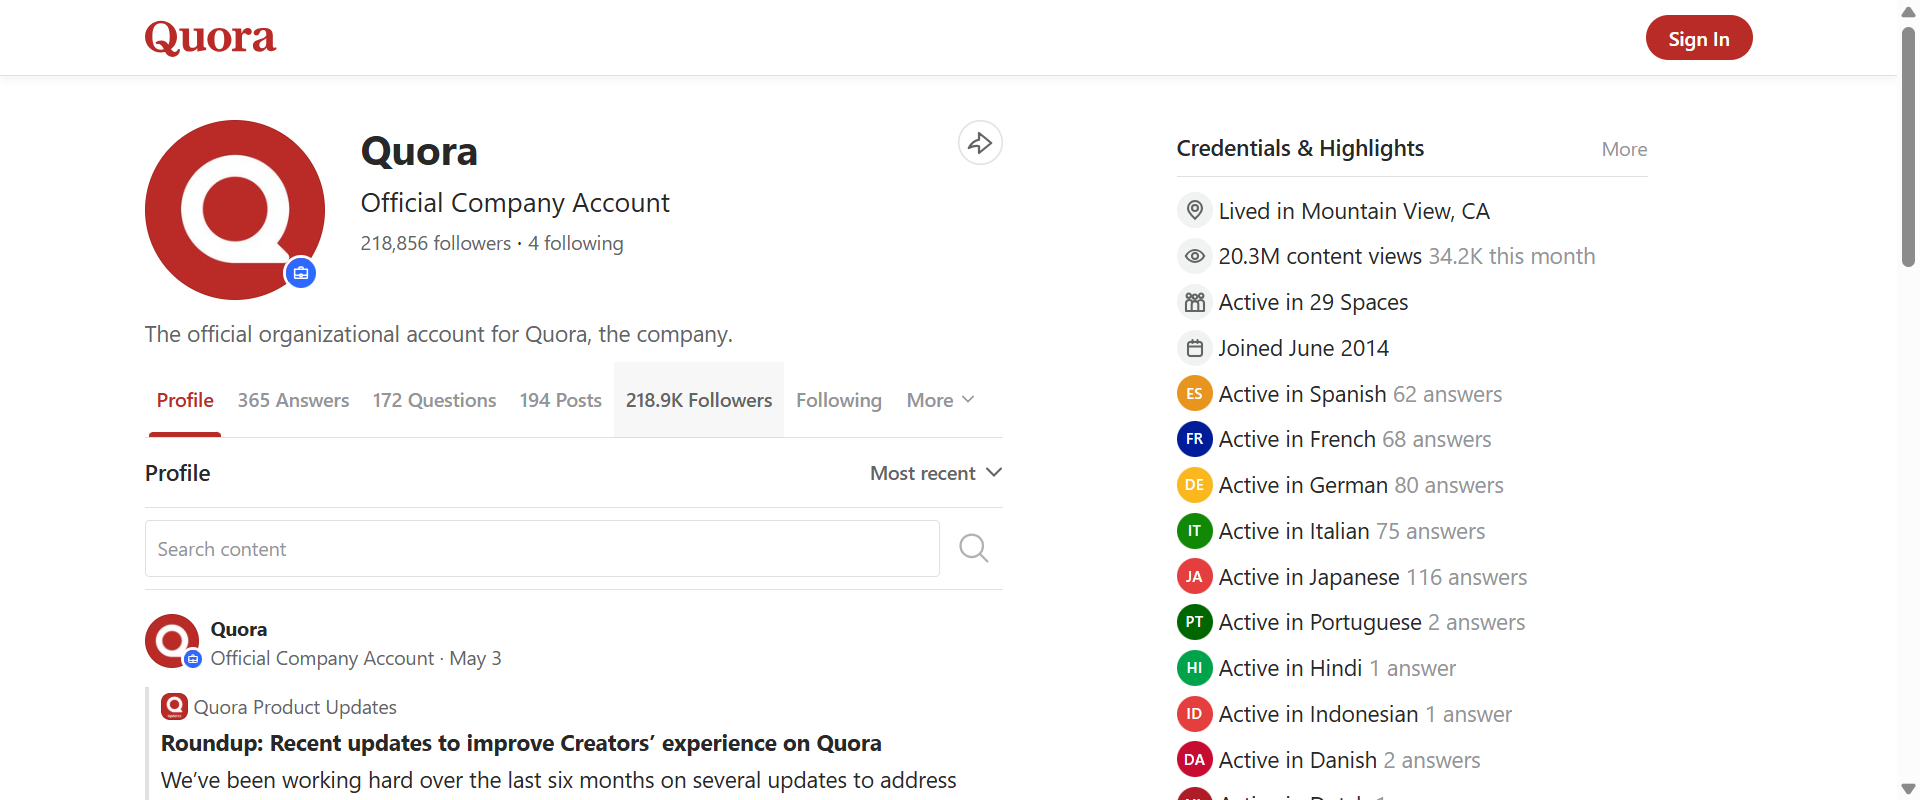 Quora
Sign In
Quora
Official Company Account
218,856 followers · 4 following
The official organizational account for Quora, the company.
Profile 365 Answers 172 Questions 194 Posts 218.9K Followers Following More
Profile
Most recent
Search content
Quora
Official Company Account · May 3
Quora Product Updates
Roundup: Recent updates to improve Creators’ experience on Quora
We’ve been working hard over the last six months on several updates to address
Credentials & Highlights
More
Lived in Mountain View, CA
20.3M content views 34.2K this month
Active in 29 Spaces
Joined June 2014
ES Active in Spanish 62 answers
FR Active in French 68 answers
DE Active in German 80 answers
IT Active in Italian 75 answers
JA Active in Japanese 116 answers
PT Active in Portuguese 2 answers
HI Active in Hindi 1 answer
ID Active in Indonesian 1 answer
DA Active in Danish 2 answers